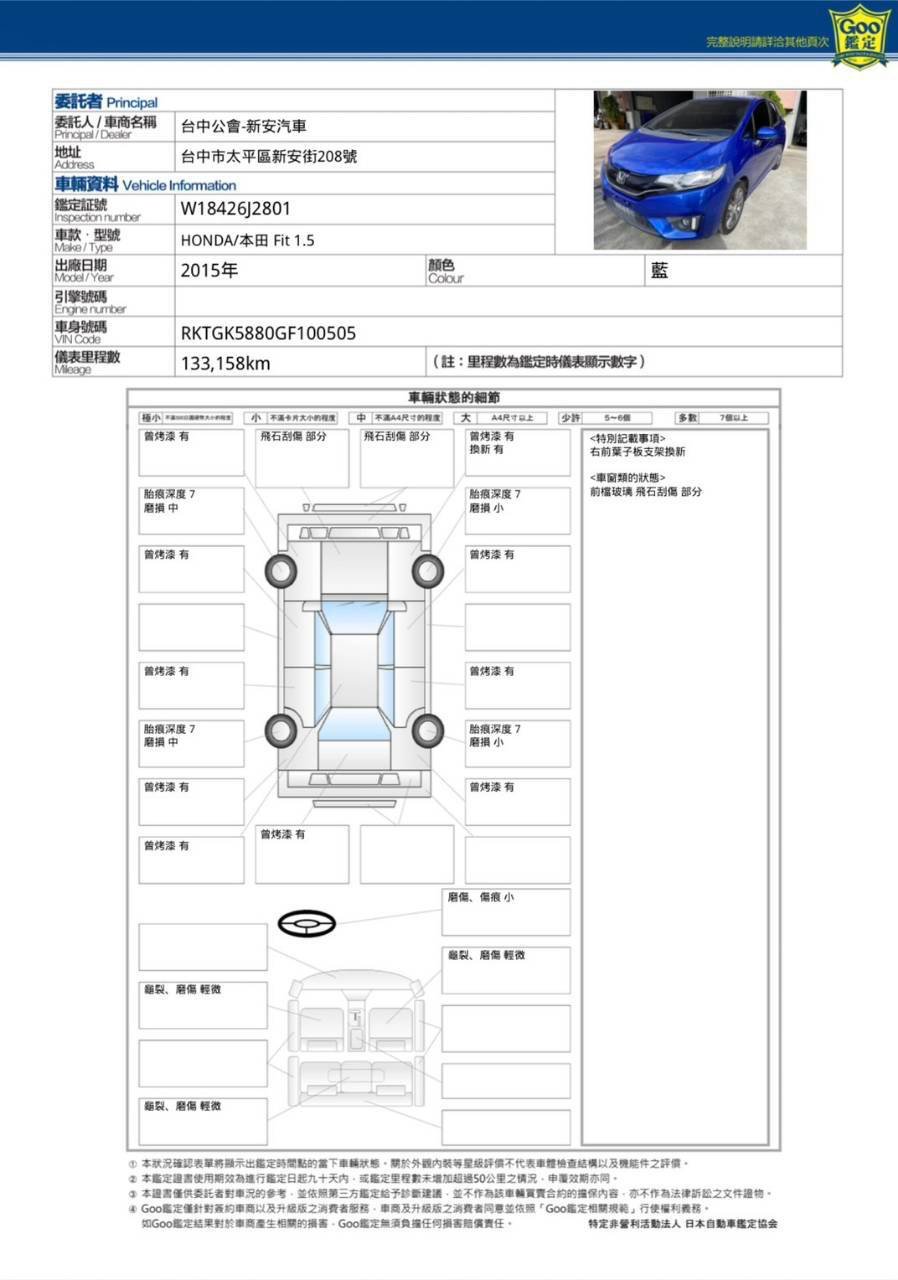 完整說明請詳洽其他頁次
Goo
鑑定
委託者 Principal
委託人/車商名稱
Principal/Dealer
台中公會-新安汽車
地址
Address
台中市太平區新安街208號
車輛資料 Vehicle Information
鑑定証號
Inspection number
W18426J2801
車款．型號
Make/Type
HONDA/本田 Fit 1.5
出廠日期
Model/Year
2015年
顏色
Colour
藍
引擎號碼
Engine number
車身號碼
VIN Code
RKTGK5880GF100505
儀表里程數
Mileage
133,158km
（註：里程數為鑑定時儀表顯示數字）
車輛狀態的細節
極小
小 不滿卡片大小的程度
中 不滿A4尺寸的程度
大 A4尺寸以上
少許 5～6個
多數 7個以上
曾烤漆 有
飛石刮傷 部分
飛石刮傷 部分
曾烤漆 有
換新 有
胎痕深度 7
磨損 中
胎痕深度 7
磨損 小
曾烤漆 有
曾烤漆 有
曾烤漆 有
曾烤漆 有
胎痕深度 7
磨損 中
胎痕深度 7
磨損 小
曾烤漆 有
曾烤漆 有
曾烤漆 有
曾烤漆 有
<特別記載事項>
右前葉子板支架換新
<車窗類的狀態>
前檔玻璃 飛石刮傷 部分
磨傷、傷痕 小
龜裂、磨傷 輕微
龜裂、磨傷 輕微
龜裂、磨傷 輕微
① 本狀況確認表單將顯示出鑑定時間點的當下車輛狀態。關於外觀內裝等星級評價不代表車體檢查結構以及機能件之評價。
② 本鑑定證書使用期效為進行鑑定日起九十天內，或鑑定里程數未增加超過50公里之情況，申覆效期亦同。
③ 本證書僅供委託者對車況的參考，並依照第三方鑑定給予診斷建議，並不作為該車輛買賣合約的擔保內容，亦不作為法律訴訟之文件證物。
④ Goo鑑定僅針對簽約車商以及升級版之消費者服務，車商及升級版之消費者同意並依照「Goo鑑定相關規範」行使權利義務。
如Goo鑑定結果對於車商產生相關的損害，Goo鑑定無須負擔任何損害賠償責任。
特定非營利活動法人 日本自動車鑑定協會